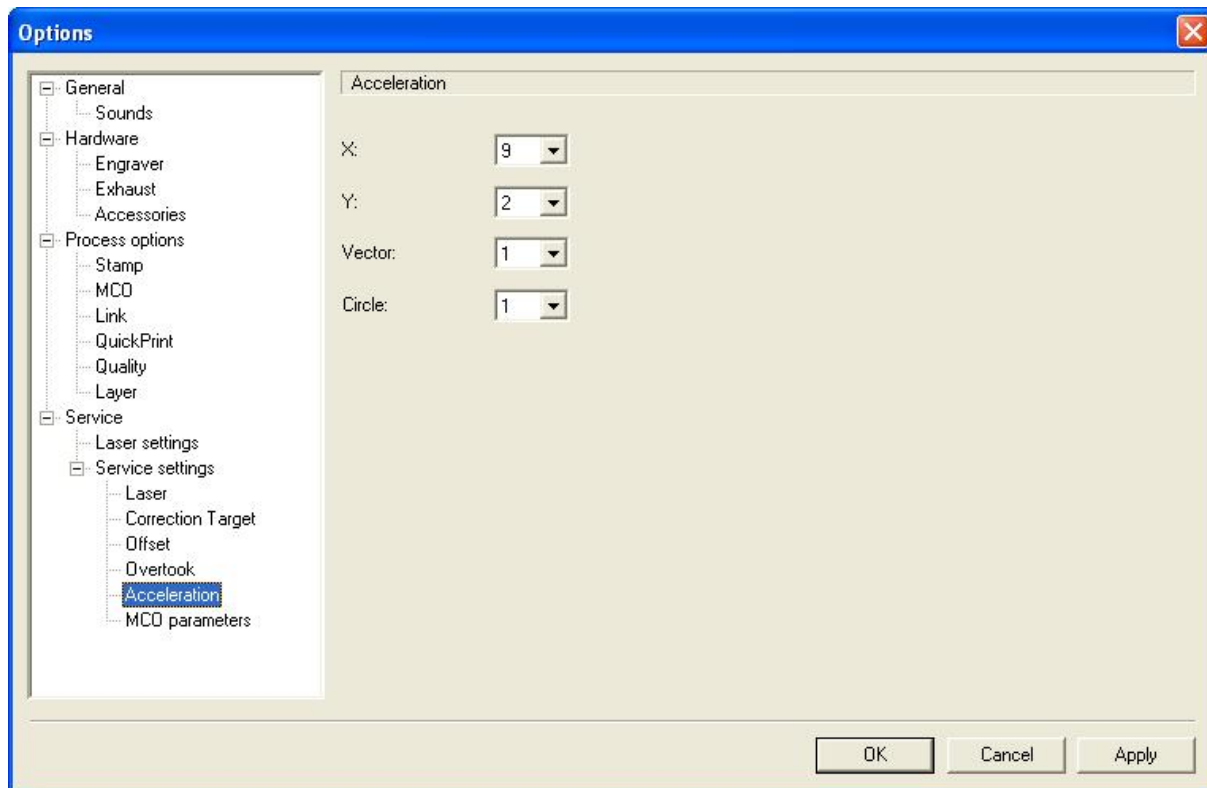 Options
General
Sounds
Hardware
Engraver
Exhaust
Accessories
Process options
Stamp
MCO
Link
QuickPrint
Quality
Layer
Service
Laser settings
Service settings
Laser
Correction Target
Offset
Overtook
Acceleration
MCO parameters
Acceleration
X: 9
Y: 2
Vector: 1
Circle: 1
OK Cancel Apply